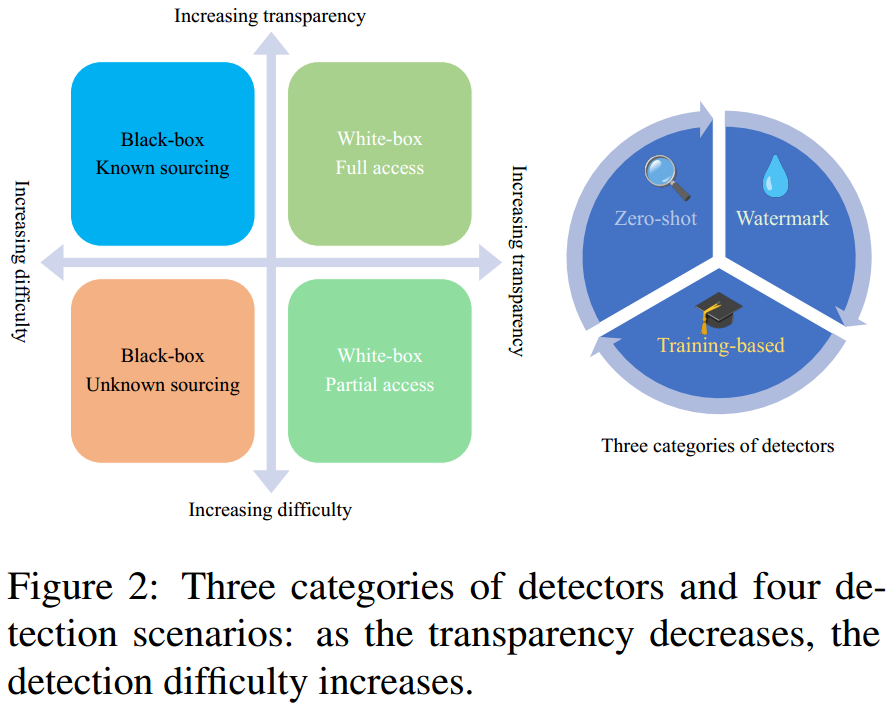 Increasing transparency
Black-box
Known sourcing
White-box
Full access
Increasing difficulty
Increasing transparency
Black-box
Unknown sourcing
White-box
Partial access
Increasing difficulty
Zero-shot
Watermark
Training-based
Three categories of detectors
Figure 2: Three categories of detectors and four de-
tection scenarios: as the transparency decreases, the
detection difficulty increases.